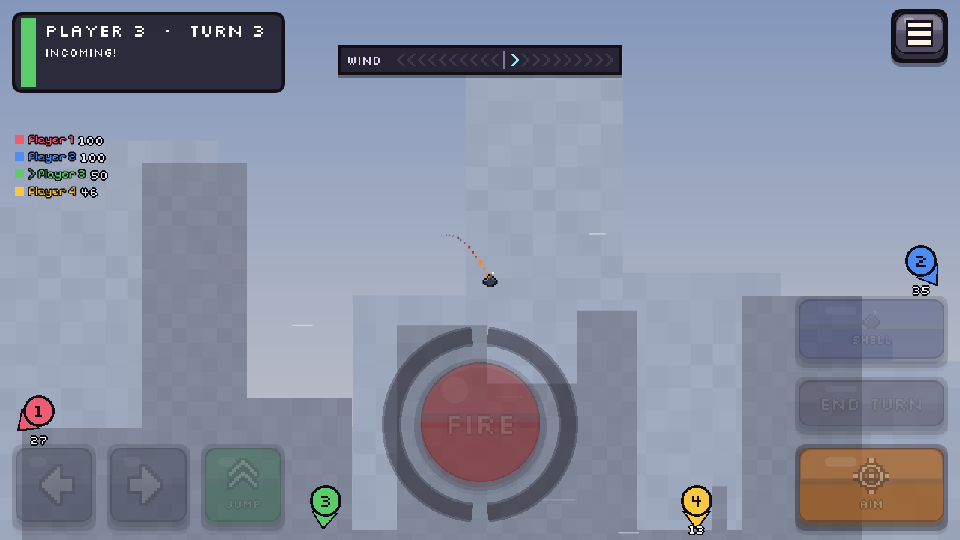 PLAYER 3 · TURN 3
INCOMING!
WIND
Player 1 100
Player 2 100
>Player 3 50
Player 4 46
2
35
SHELL
END TURN
FIRE
1
27
JUMP
3
4
13
AIM